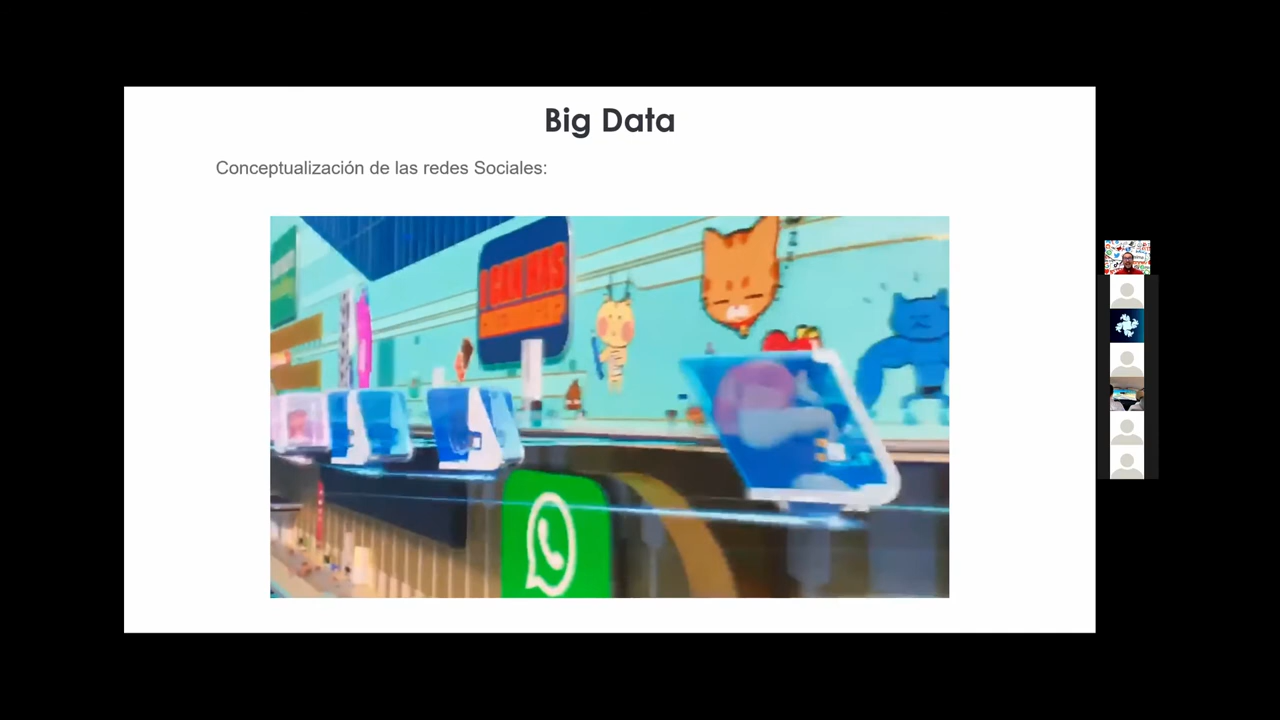 Big Data
Conceptualización de las redes Sociales: